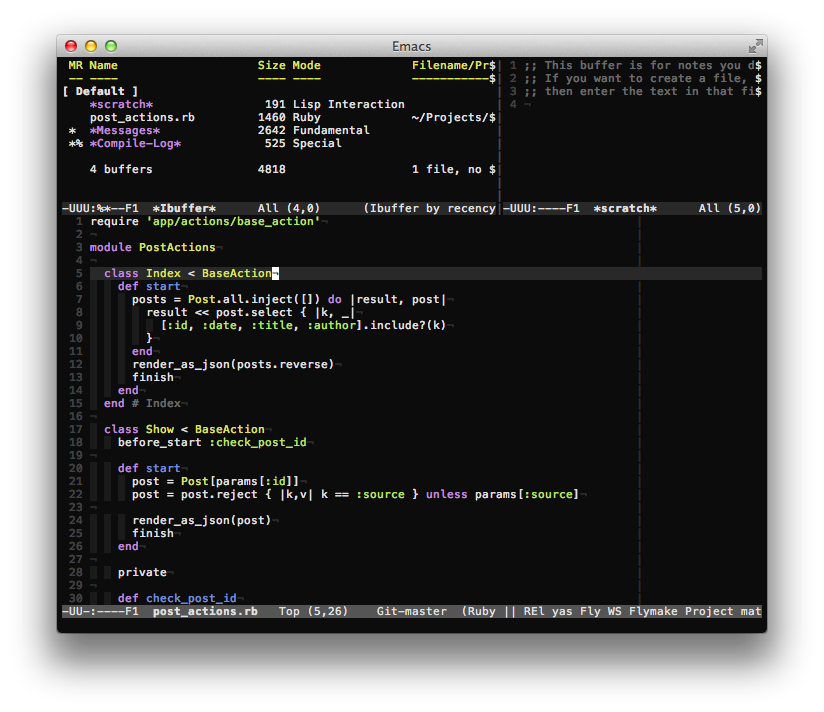 Emacs
MR Name                    Size Mode             Filename/Pr$
-- ----                    ---- ----             -----------$
[ Default ]
    *scratch*                191 Lisp Interaction
    post_actions.rb         1460 Ruby             ~/Projects/$
 *  *Messages*              2642 Fundamental
 *% *Compile-Log*            525 Special
    4 buffers               4818                  1 file, no $
-UUU:%*--F1  *Ibuffer*      All (4,0)      (Ibuffer by recency
1 ;; This buffer is for notes you d$
2 ;; If you want to create a file, $
3 ;; then enter the text in that fi$
4 ¬
-UUU:----F1  *scratch*      All (5,0)
1 require 'app/actions/base_action'¬
2 ¬
3 module PostActions¬
4 ¬
5   class Index < BaseAction¬
6     def start¬
7       posts = Post.all.inject([]) do |result, post|¬
8         result << post.select { |k, _|¬
9           [:id, :date, :title, :author].include?(k)¬
10         }¬
11       end¬
12       render_as_json(posts.reverse)¬
13       finish¬
14     end¬
15   end # Index¬
16 ¬
17   class Show < BaseAction¬
18     before_start :check_post_id¬
19 ¬
20     def start¬
21       post = Post[params[:id]]¬
22       post = post.reject { |k,v| k == :source } unless params[:source]¬
23 ¬
24       render_as_json(post)¬
25       finish¬
26     end¬
27 ¬
28     private¬
29 ¬
30     def check_post_id¬
-UU-:----F1  post_actions.rb   Top (5,26)    Git-master  (Ruby || REl yas Fly WS Flymake Project mat